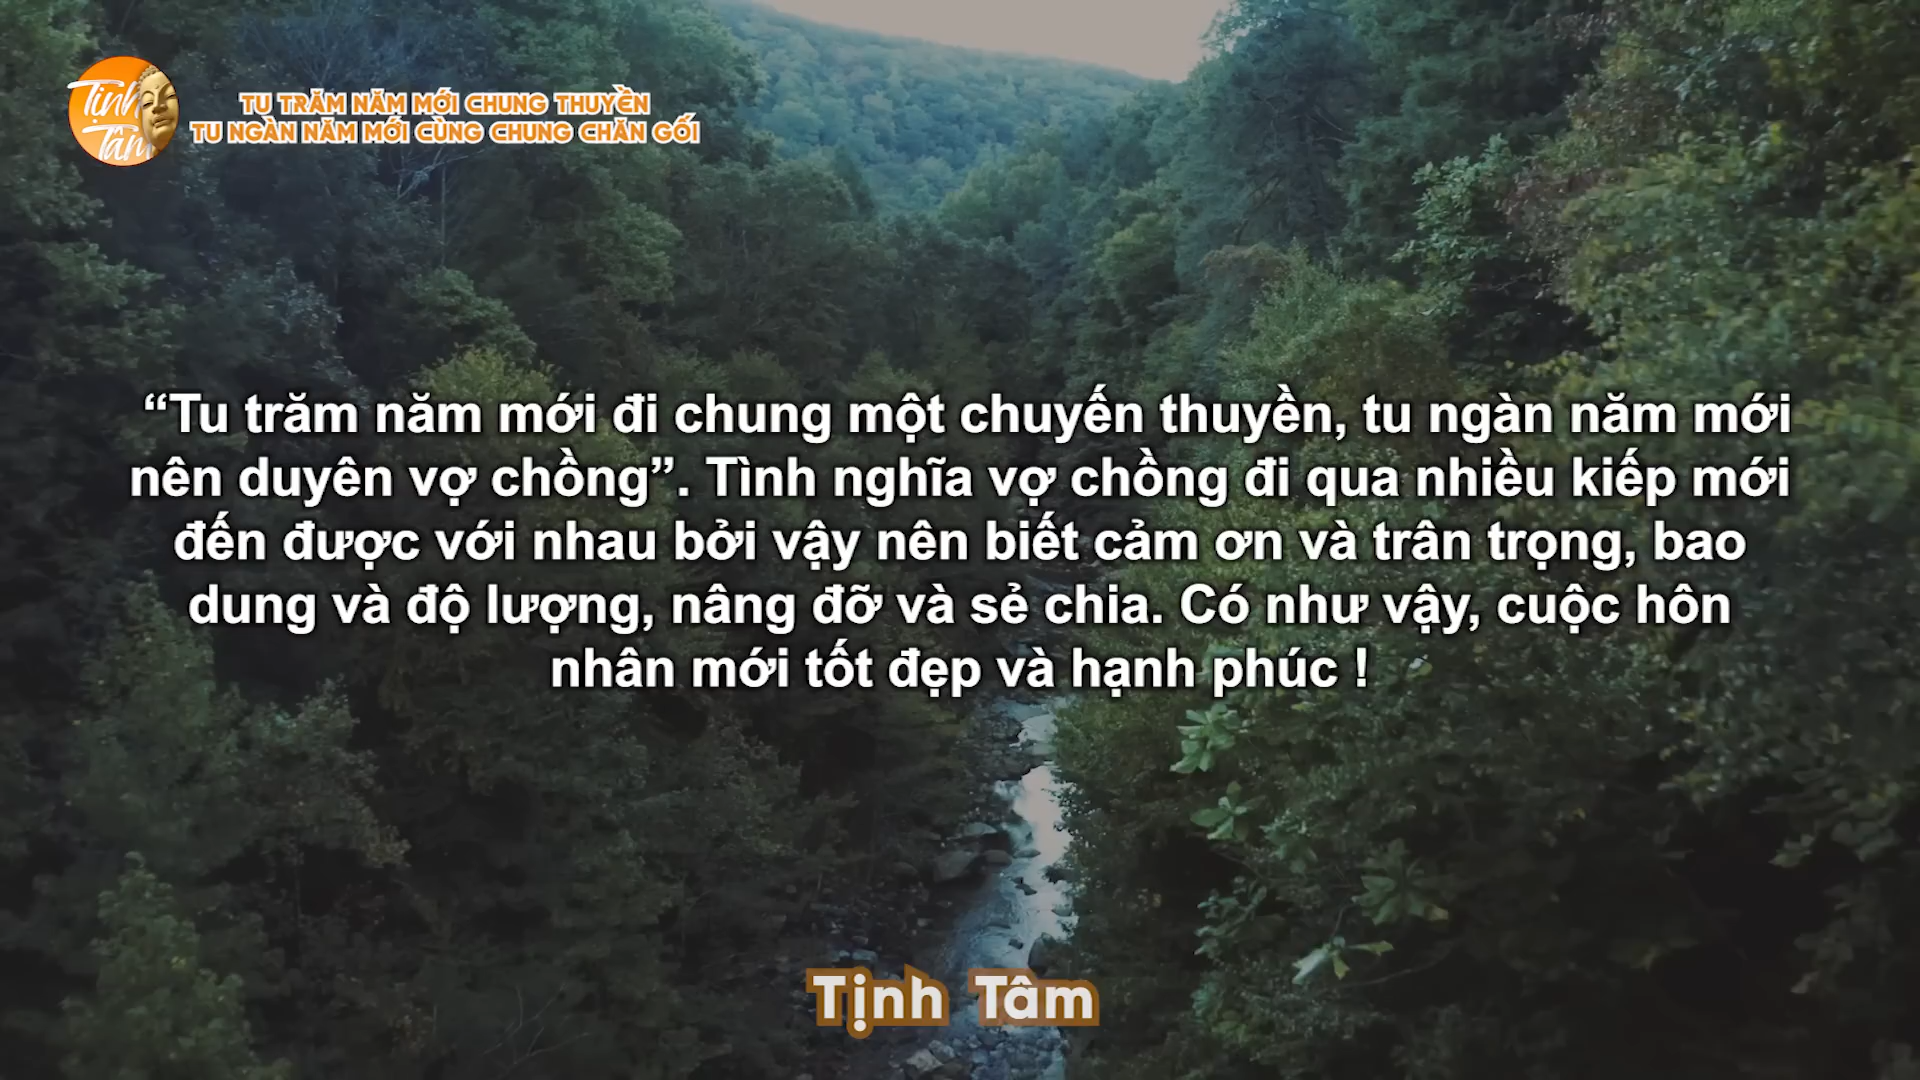 Tịnh
Tâm
TU TRĂM NĂM MỚI CHUNG THUYỀN
TU NGÀN NĂM MỚI CÙNG CHUNG CHĂN GỐI
“Tu trăm năm mới đi chung một chuyến thuyền, tu ngàn năm mới
nên duyên vợ chồng”. Tình nghĩa vợ chồng đi qua nhiều kiếp mới
đến được với nhau bởi vậy nên biết cảm ơn và trân trọng, bao
dung và độ lượng, nâng đỡ và sẻ chia. Có như vậy, cuộc hôn
nhân mới tốt đẹp và hạnh phúc !
Tịnh Tâm